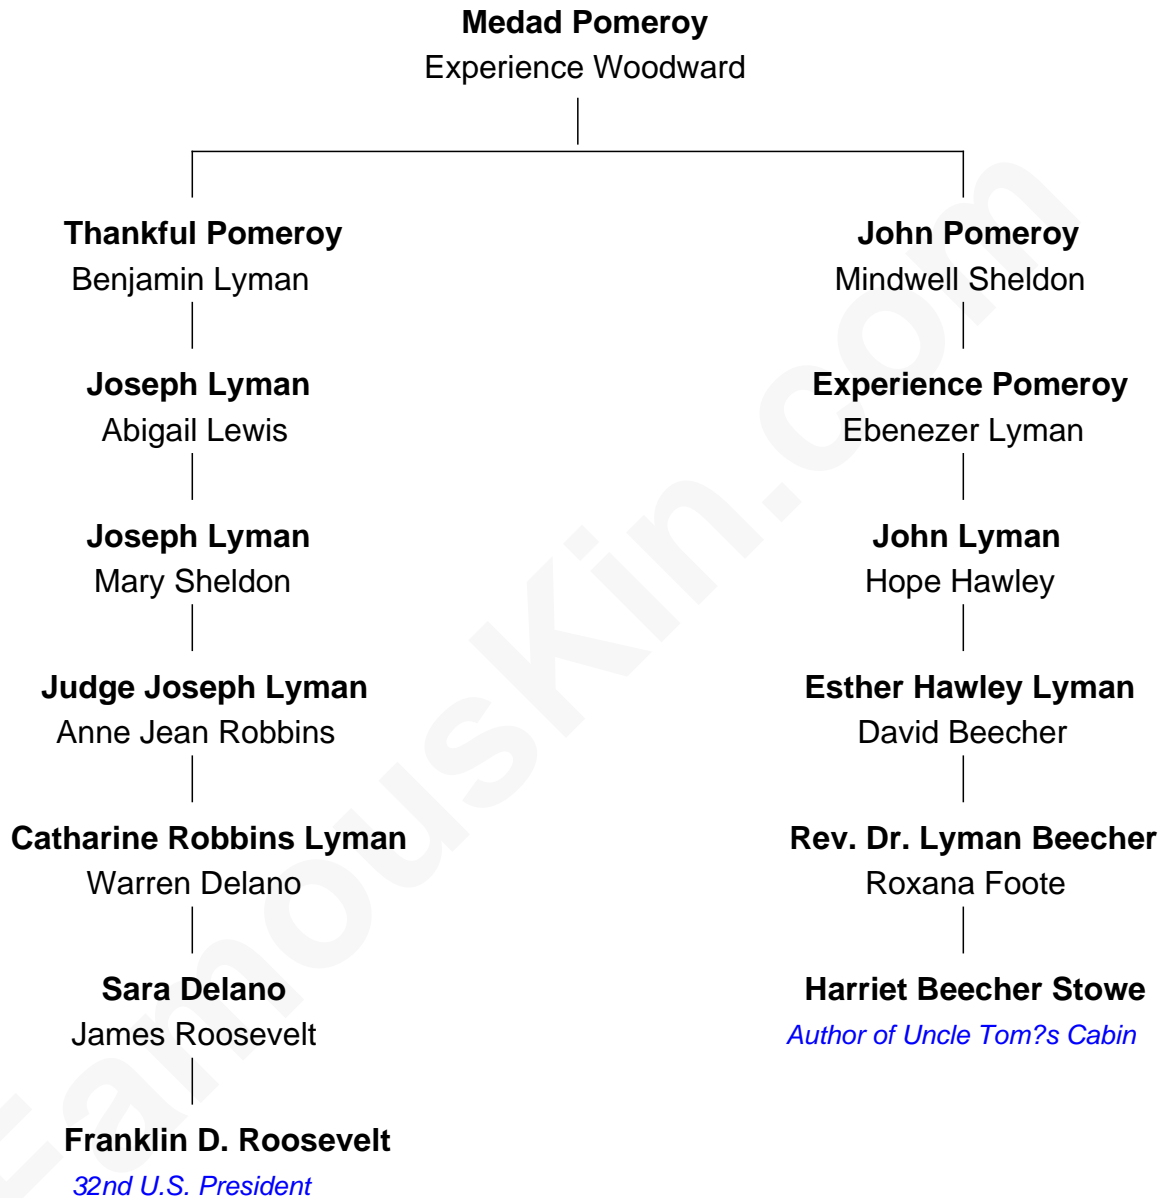 Medad Pomeroy
Experience Woodward
Thankful Pomeroy
Benjamin Lyman
Joseph Lyman
Abigail Lewis
Joseph Lyman
Mary Sheldon
Judge Joseph Lyman
Anne Jean Robbins
Catharine Robbins Lyman
Warren Delano
Sara Delano
James Roosevelt
Franklin D. Roosevelt
32nd U.S. President
John Pomeroy
Mindwell Sheldon
Experience Pomeroy
Ebenezer Lyman
John Lyman
Hope Hawley
Esther Hawley Lyman
David Beecher
Rev. Dr. Lyman Beecher
Roxana Foote
Harriet Beecher Stowe
Author of Uncle Tom?s Cabin
FamousKin.com